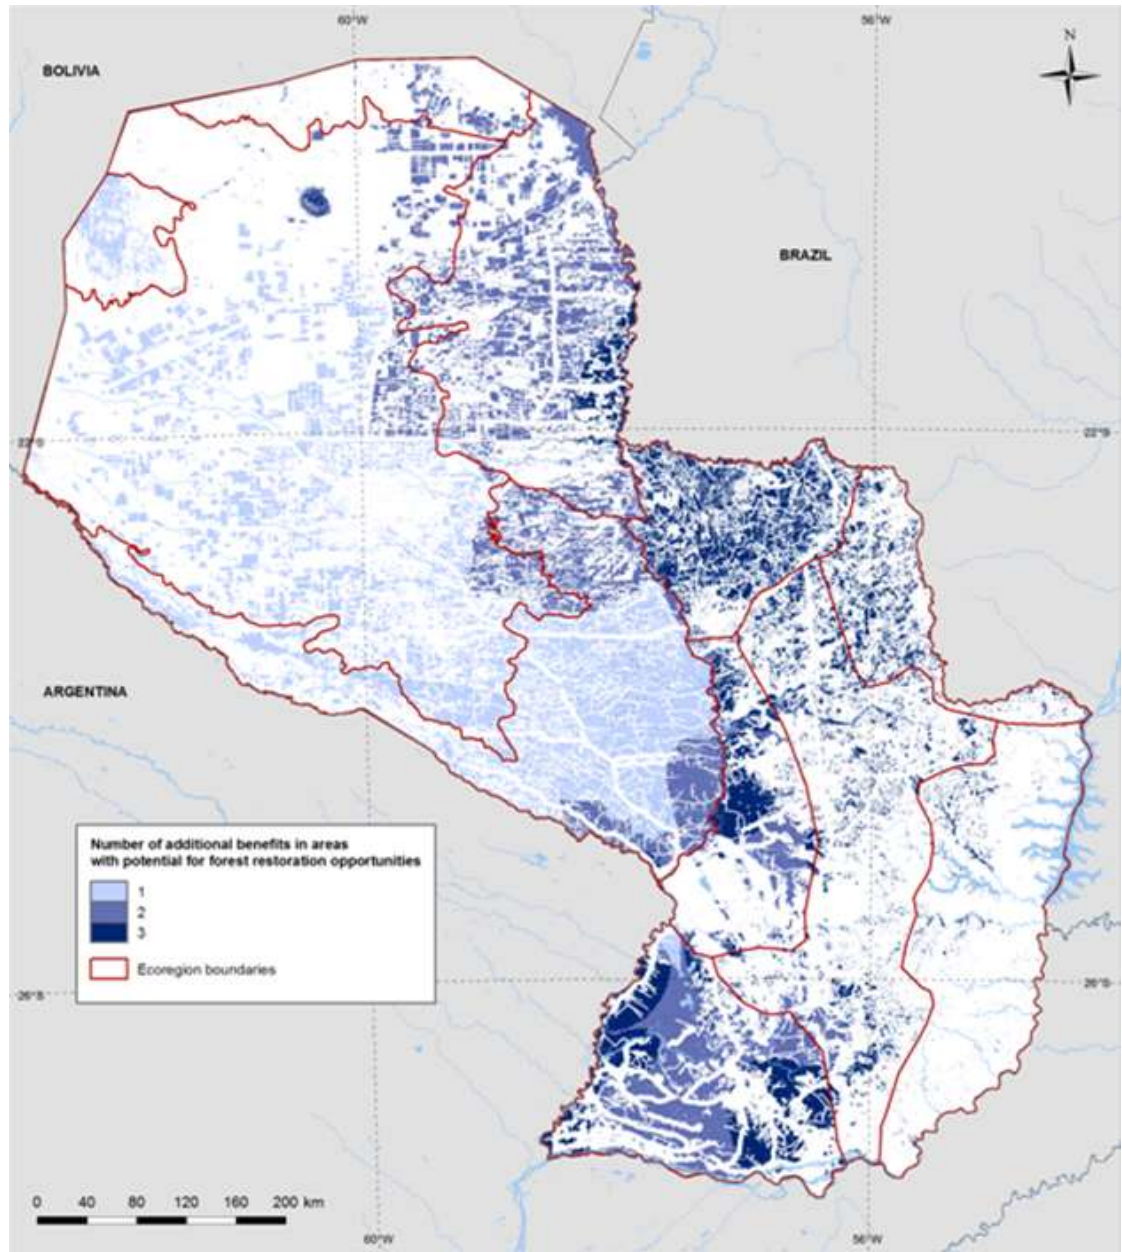 60°W
56°W
N
BOLIVIA
BRAZIL
22°S
22°S
ARGENTINA
Number of additional benefits in areas
with potential for forest restoration opportunities
1
2
3
Ecoregion boundaries
26°S
26°S
0 40 80 120 160 200 km
60°W
56°W